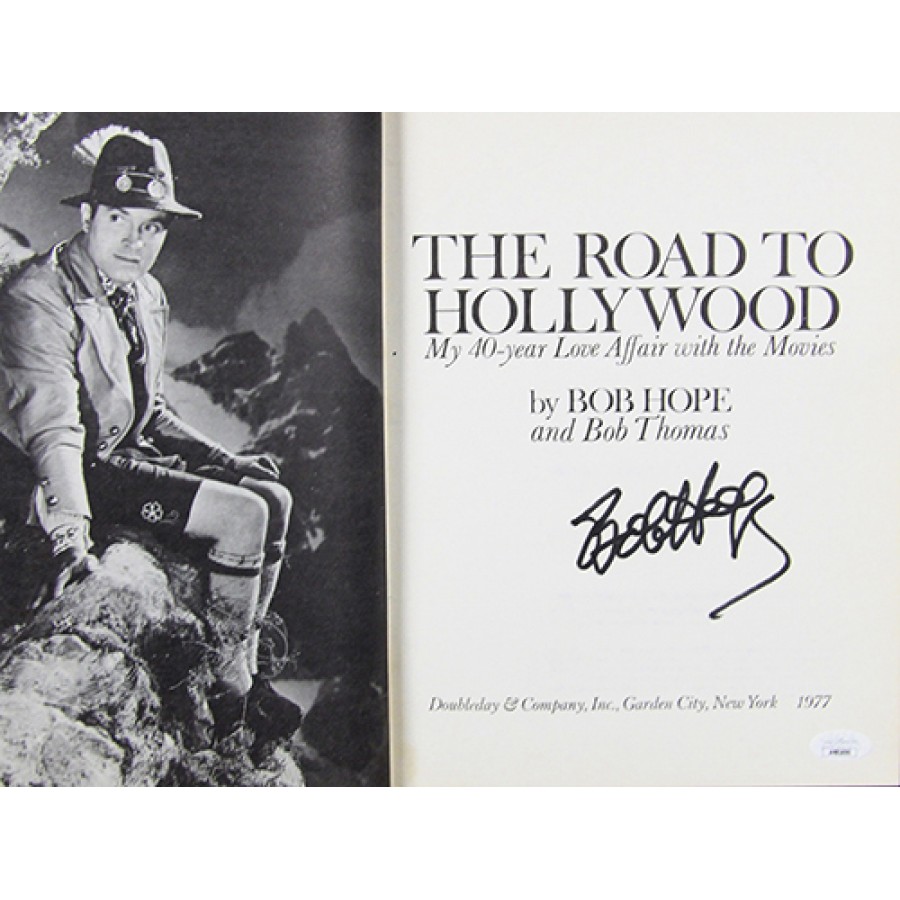 THE ROAD TO
HOLLYWOOD
My 40-year Love Affair with the Movies
by BOB HOPE
and Bob Thomas
Bob Hope
Doubleday & Company, Inc., Garden City, New York 1977